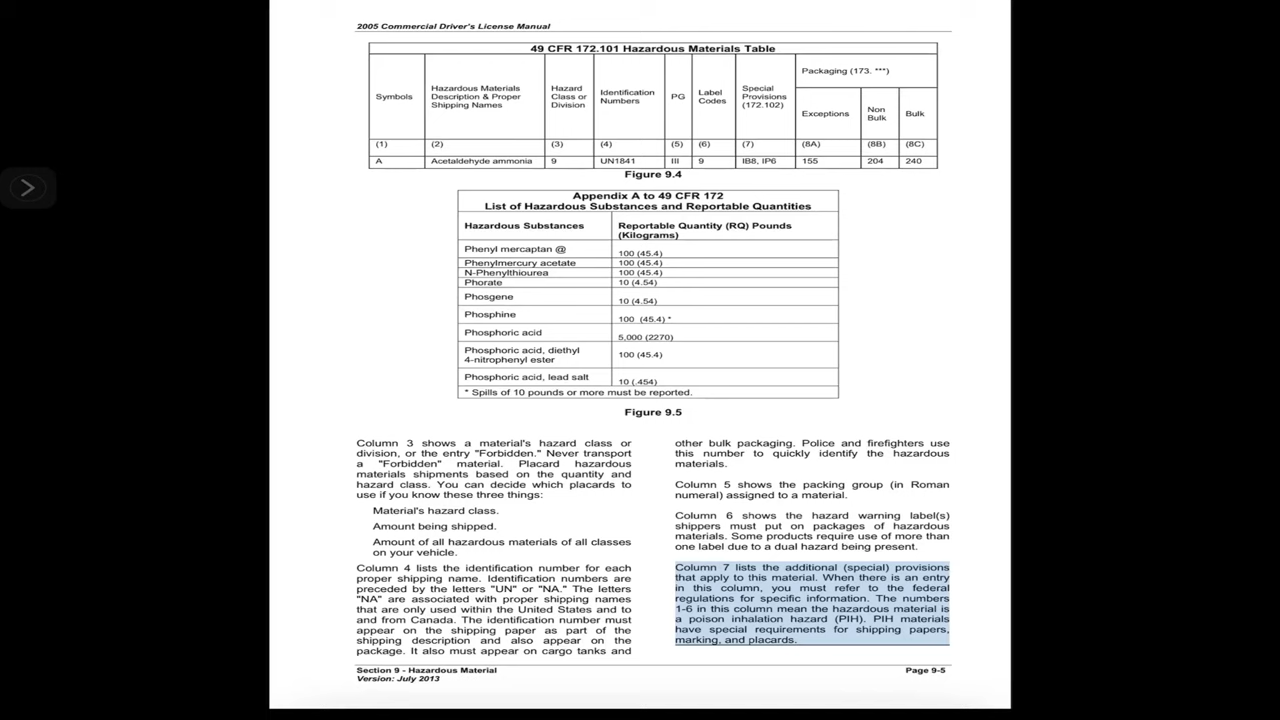 2005 Commercial Driver's License Manual
49 CFR 172.101 Hazardous Materials Table
Symbols
Hazardous Materials
Description & Proper
Shipping Names
Hazard
Class or
Division
Identification
Numbers
PG
Label
Codes
Special
Provisions
(172.102)
Packaging (173. ***)
Exceptions
Non
Bulk
Bulk
(1) (2) (3) (4) (5) (6) (7) (8A) (8B) (8C)
A Acetaldehyde ammonia 9 UN1841 III 9 IB8, IP6 155 204 240
Figure 9.4
Appendix A to 49 CFR 172
List of Hazardous Substances and Reportable Quantities
Hazardous Substances
Reportable Quantity (RQ) Pounds
(Kilograms)
Phenyl mercaptan @ 100 (45.4)
Phenylmercury acetate 100 (45.4)
N-Phenylthiourea 100 (45.4)
Phorate 10 (4.54)
Phosgene 10 (4.54)
Phosphine 100 (45.4) *
Phosphoric acid 5,000 (2270)
Phosphoric acid, diethyl
4-nitrophenyl ester
100 (45.4)
Phosphoric acid, lead salt 10 (.454)
* Spills of 10 pounds or more must be reported.
Figure 9.5
Column 3 shows a material's hazard class or
division, or the entry "Forbidden." Never transport
a "Forbidden" material. Placard hazardous
materials shipments based on the quantity and
hazard class. You can decide which placards to
use if you know these three things:
Material's hazard class.
Amount being shipped.
Amount of all hazardous materials of all classes
on your vehicle.
Column 4 lists the identification number for each
proper shipping name. Identification numbers are
preceded by the letters "UN" or "NA." The letters
"NA" are associated with proper shipping names
that are only used within the United States and to
and from Canada. The identification number must
appear on the shipping paper as part of the
shipping description and also appear on the
package. It also must appear on cargo tanks and
other bulk packaging. Police and firefighters use
this number to quickly identify the hazardous
materials.
Column 5 shows the packing group (in Roman
numeral) assigned to a material.
Column 6 shows the hazard warning label(s)
shippers must put on packages of hazardous
materials. Some products require use of more than
one label due to a dual hazard being present.
Column 7 lists the additional (special) provisions
that apply to this material. When there is an entry
in this column, you must refer to the federal
regulations for specific information. The numbers
1-6 in this column mean the hazardous material is
a poison inhalation hazard (PIH). PIH materials
have special requirements for shipping papers,
marking, and placards.
Section 9 - Hazardous Material
Version: July 2013
Page 9-5